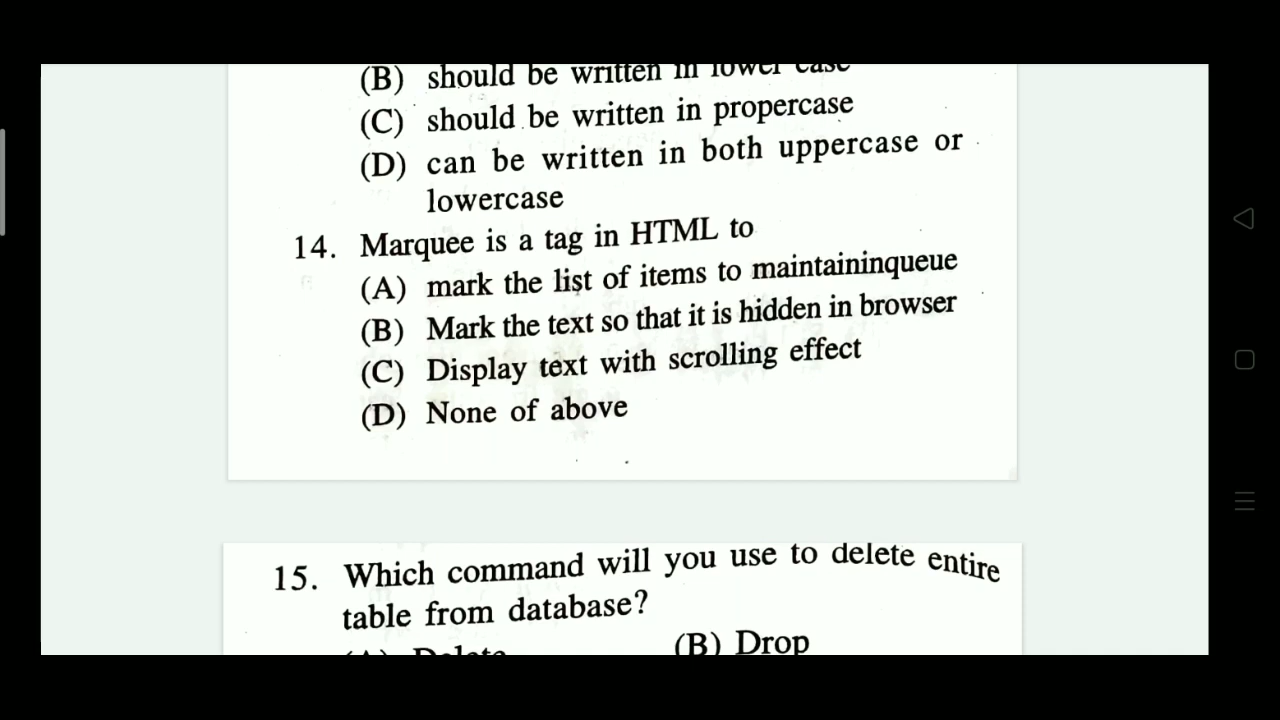 (B) should be written in lower case
(C) should be written in propercase
(D) can be written in both uppercase or
lowercase
14. Marquee is a tag in HTML to
(A) mark the list of items to maintaininqueue
(B) Mark the text so that it is hidden in browser
(C) Display text with scrolling effect
(D) None of above
15. Which command will you use to delete entire
table from database?
(A) Delete (B) Drop